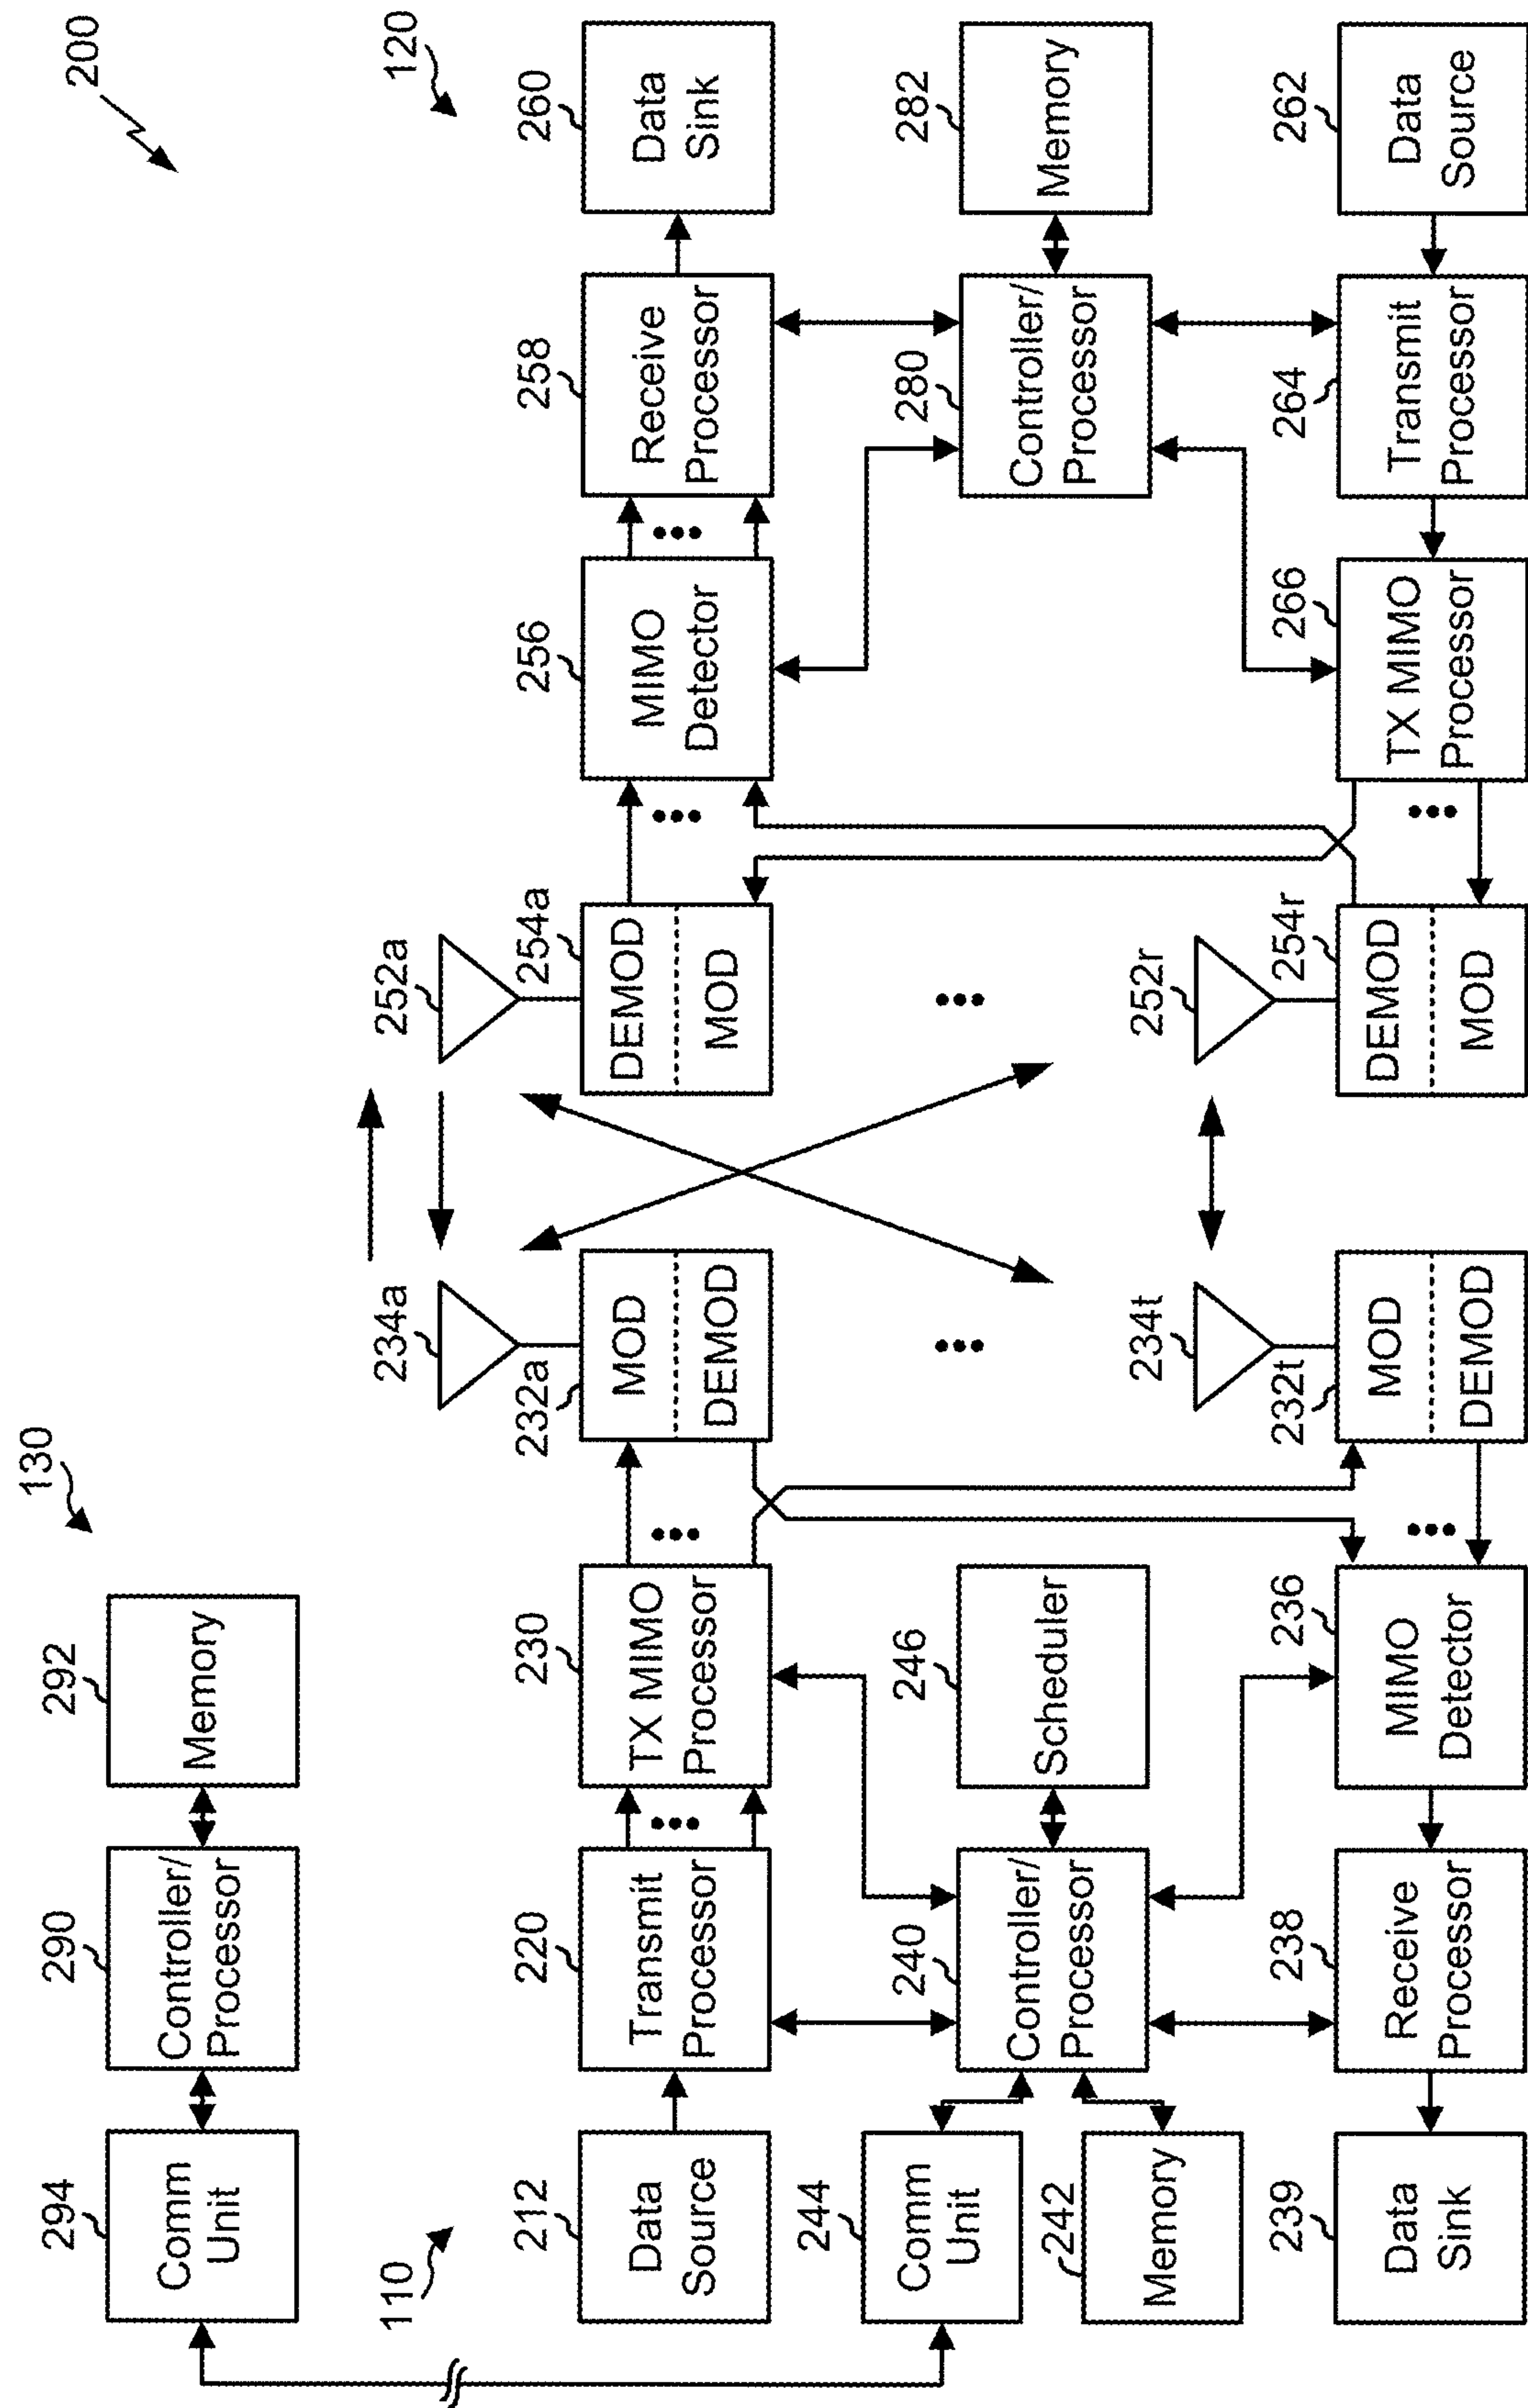 200
130
294
Comm
Unit
290
Controller/
Processor
292
Memory
110
120
212
Data
Source
220
Transmit
Processor
230
TX MIMO
Processor
232a
MOD
DEMOD
234a
252a
254a
DEMOD
MOD
256
MIMO
Detector
258
Receive
Processor
260
Data
Sink
244
Comm
Unit
242
Memory
240
Controller/
Processor
246
Scheduler
280
Controller/
Processor
282
Memory
239
Data
Sink
238
Receive
Processor
236
MIMO
Detector
232t
MOD
DEMOD
234t
252r
254r
DEMOD
MOD
266
TX MIMO
Processor
264
Transmit
Processor
262
Data
Source